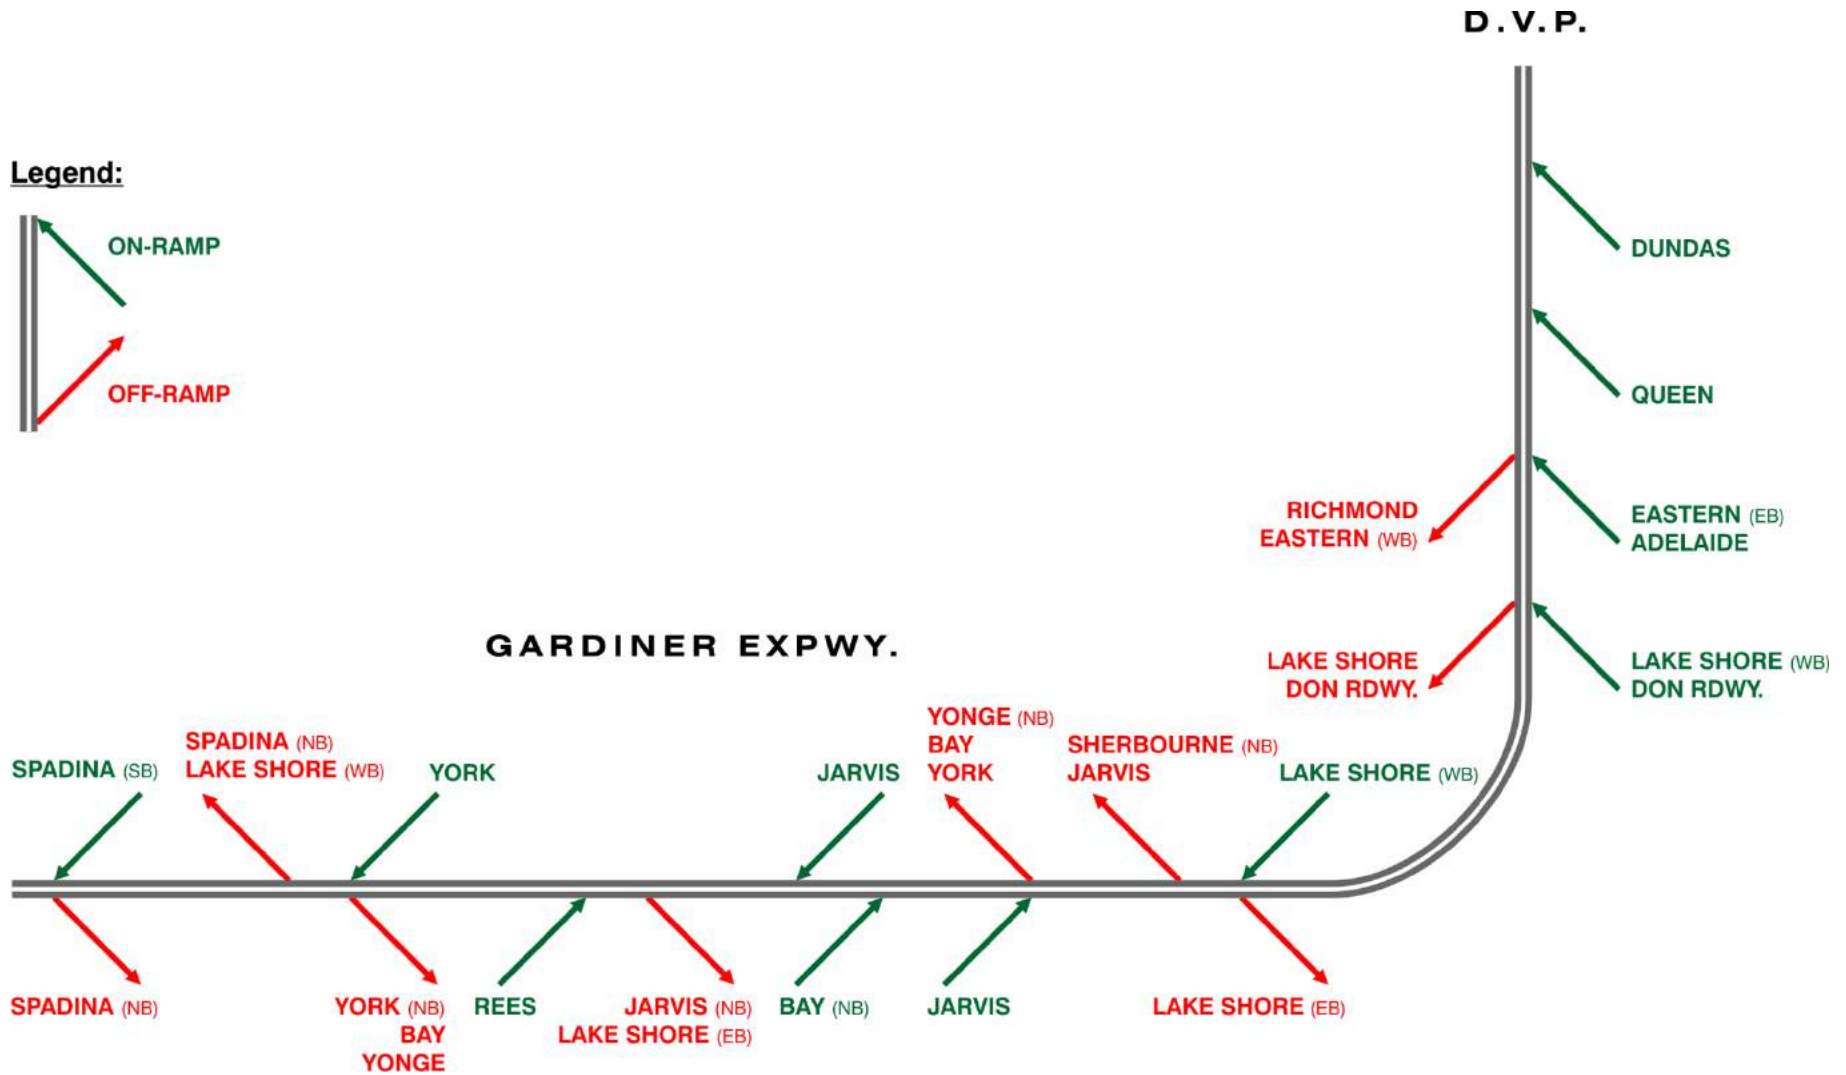 D.V.P.
Legend:
ON-RAMP
OFF-RAMP
DUNDAS
QUEEN
RICHMOND
EASTERN (WB)
EASTERN (EB)
ADELAIDE
GARDINER EXPWY.
LAKE SHORE
DON RDWY.
LAKE SHORE (WB)
DON RDWY.
SPADINA (SB)
SPADINA (NB)
LAKE SHORE (WB)
YORK
JARVIS
YONGE (NB)
BAY
YORK
SHERBOURNE (NB)
JARVIS
LAKE SHORE (WB)
SPADINA (NB)
YORK (NB)
BAY
YONGE
REES
JARVIS (NB)
LAKE SHORE (EB)
BAY (NB)
JARVIS
LAKE SHORE (EB)